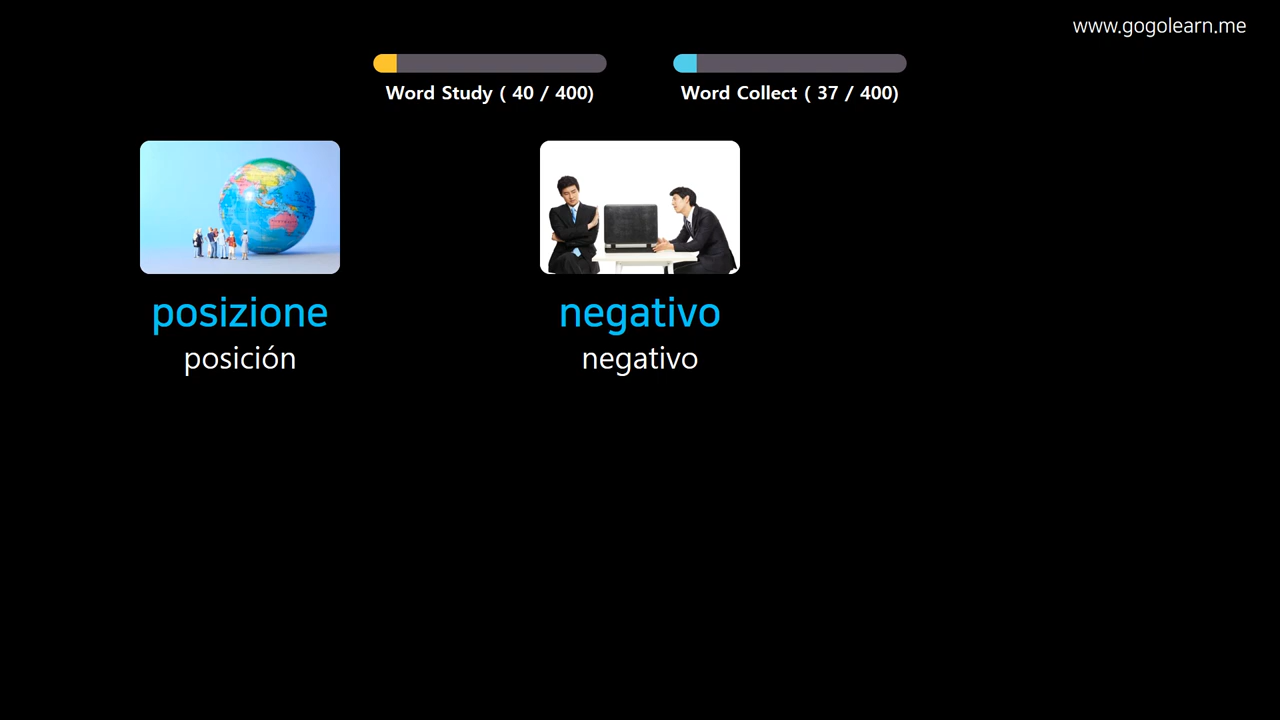 www.gogolearn.me
Word Study ( 40 / 400)
Word Collect ( 37 / 400)
posizione
posición
negativo
negativo